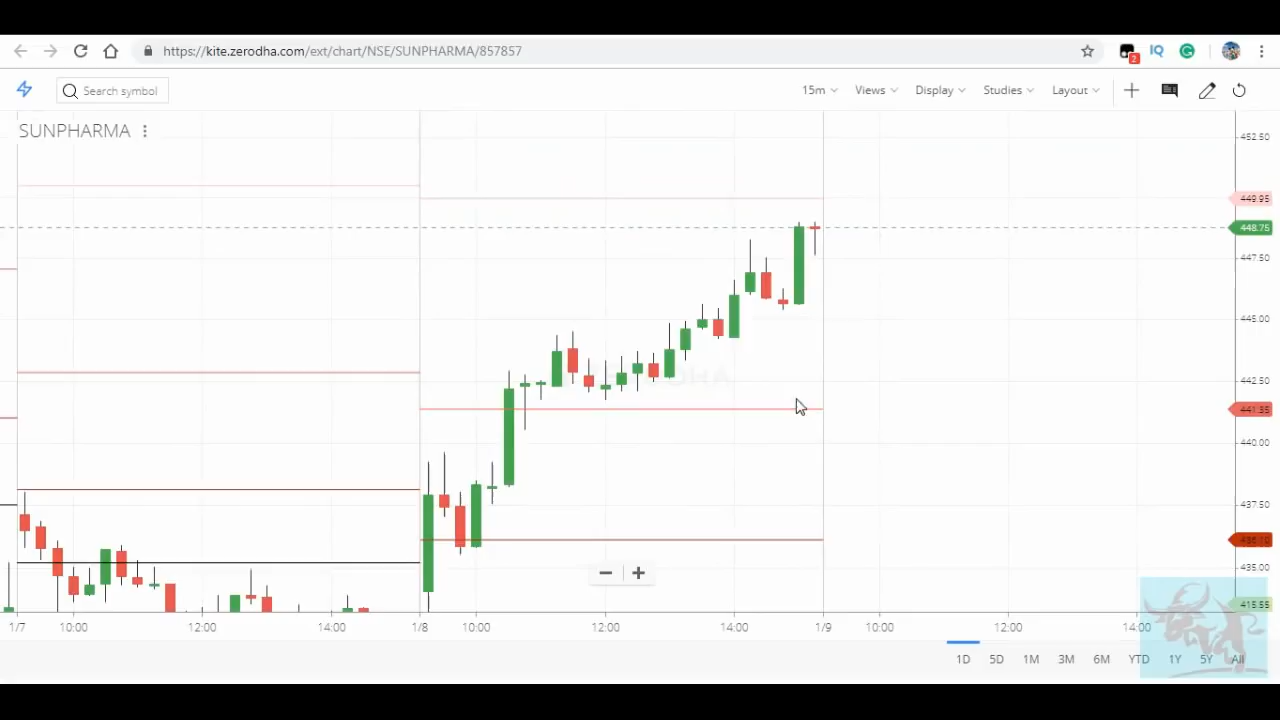 https://kite.zerodha.com/ext/chart/NSE/SUNPHARMA/857857
2
IQ
Search symbol
15m Views Display Studies Layout
SUNPHARMA
452.50
449.95
448.75
447.50
445.00
442.50
441.35
440.00
437.50
435.00
415.55
ZERODHA
1/7 10:00 12:00 14:00 1/8 10:00 12:00 14:00 1/9 10:00 12:00 14:00
1D 5D 1M 3M 6M YTD 1Y 5Y All